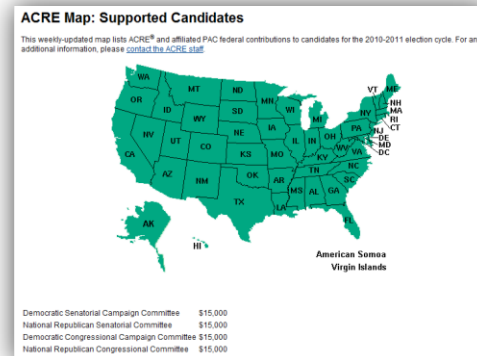 ACRE Map: Supported Candidates
This weekly-updated map lists ACRE® and affiliated PAC federal contributions to candidates for the 2010-2011 election cycle. For an
additional information, please contact the ACRE staff.
WA
MT
ND
MN
VT
ME
OR
ID
SD
WI
NY
NH
MA
WY
MI
RI
CT
NV
NE
IA
PA
NJ
UT
CO
IL
IN
OH
DE
MD
CA
KS
MO
WV
VA
DC
KY
AZ
NM
OK
AR
TN
NC
SC
TX
MS
AL
GA
LA
FL
AK
HI
American Somoa
Virgin Islands
Democratic Senatorial Campaign Committee $15,000
National Republican Senatorial Committee $15,000
Democratic Congressional Campaign Committee $15,000
National Republican Congressional Committee $15,000